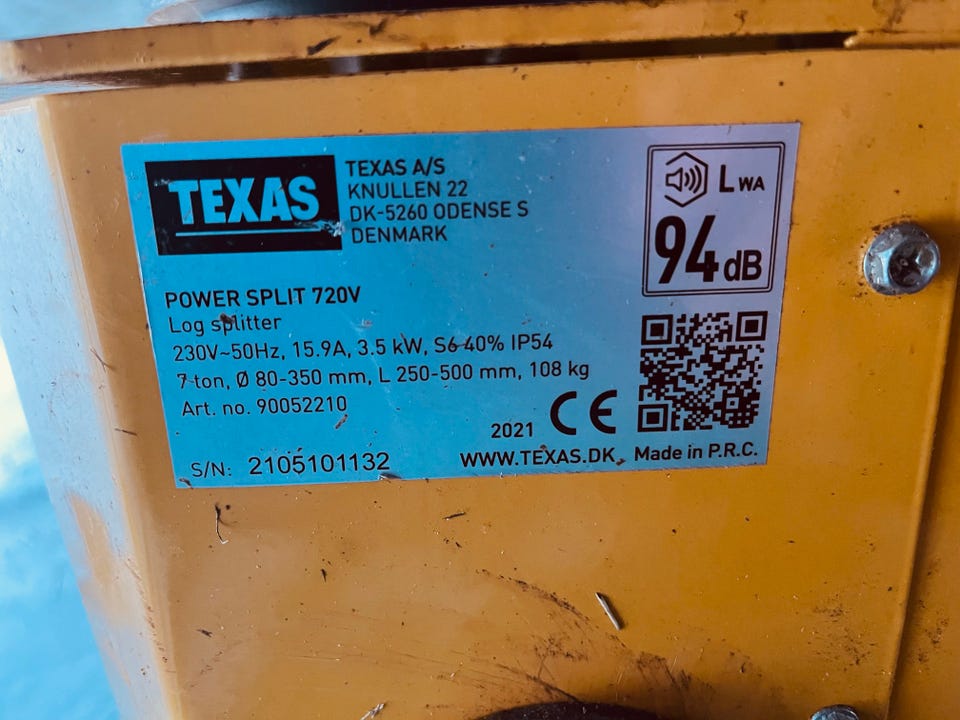 TEXAS
TEXAS A/S
KNULLEN 22
DK-5260 ODENSE S
DENMARK
LWA
94dB
POWER SPLIT 720V
Log splitter
230V~50Hz, 15.9A, 3.5 kW, S6 40% IP54
7 ton, Ø 80-350 mm, L 250-500 mm, 108 kg
Art. no. 90052210
2021 CE
S/N: 2105101132
WWW.TEXAS.DK Made in P.R.C.